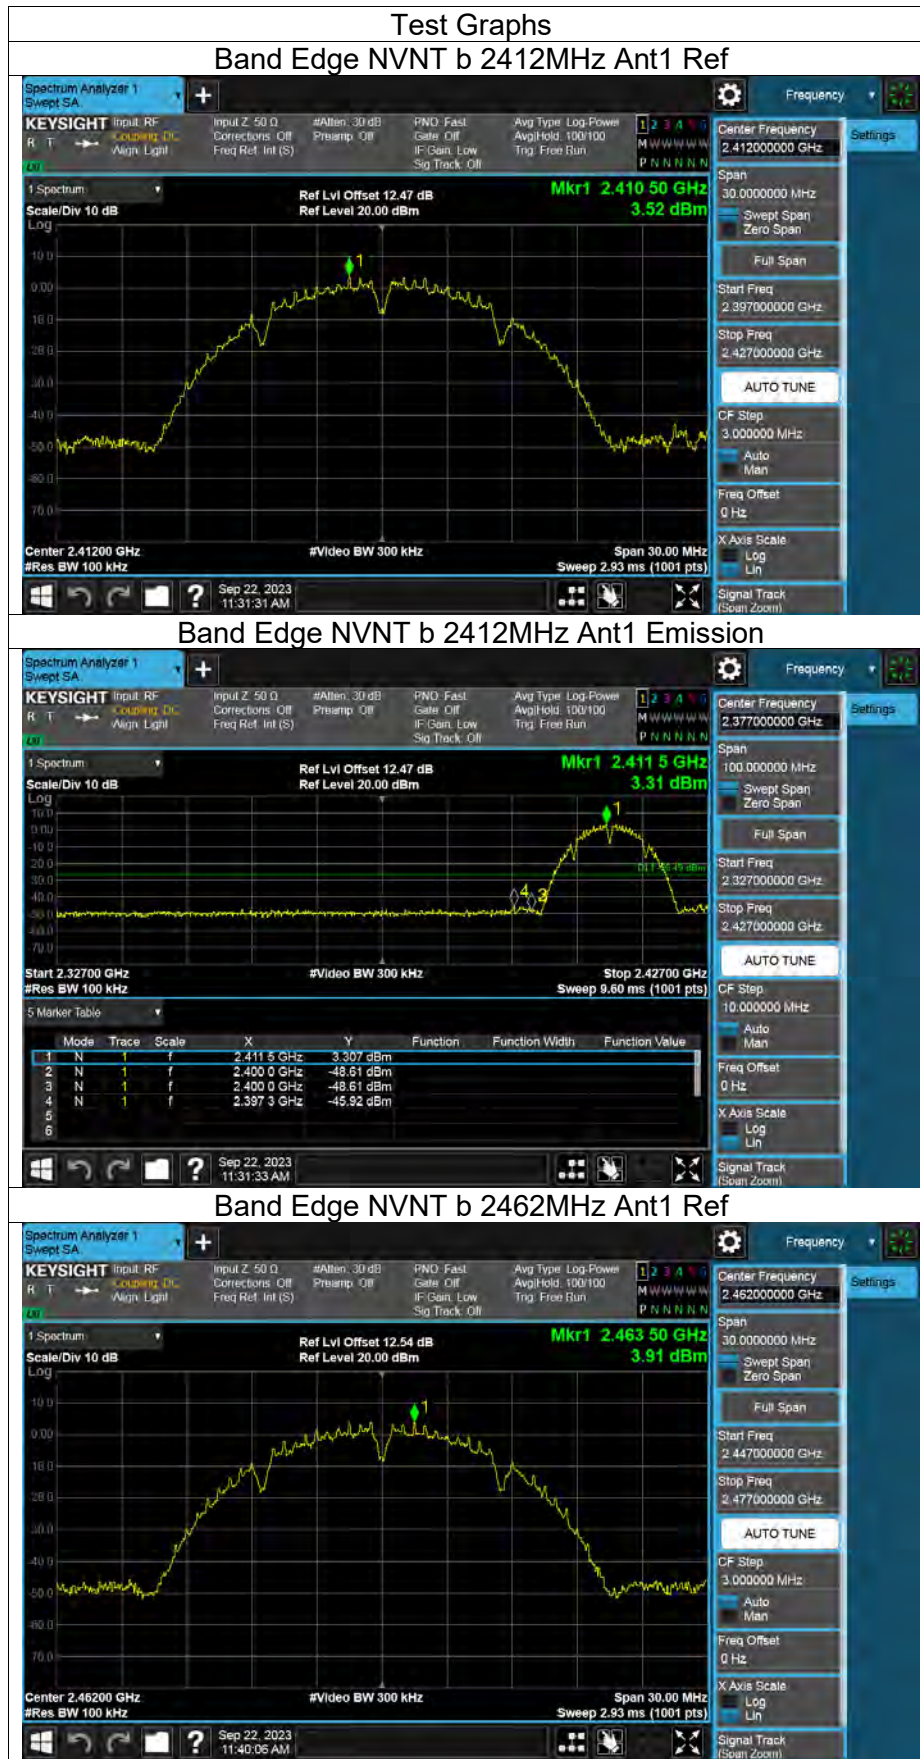 Test Graphs
Band Edge NVNT b 2412MHz Ant1 Ref
Spectrum Analyzer 1
Swept SA
Frequency
KEYSIGHT Input: RF
R T Coupling: DC
Align: Light
Input Z: 50 Ω
Corrections: Off
Freq Ref: Int (S)
#Atten: 30 dB
Preamp: Off
PNO: Fast
Gate: Off
IF Gain: Low
Sig Track: Off
Avg Type: Log-Power
Avg|Hold: 100/100
Trig: Free Run
1 2 3 4 5 6
M W W W W W
P N N N N N
1 Spectrum
Scale/Div 10 dB
Log
Ref Lvl Offset 12.47 dB
Ref Level 20.00 dBm
Mkr1 2.410 50 GHz
3.52 dBm
1
Center 2.41200 GHz
#Res BW 100 kHz
#Video BW 300 kHz
Span 30.00 MHz
Sweep 2.93 ms (1001 pts)
Sep 22, 2023
11:31:31 AM
Center Frequency
2.412000000 GHz
Settings
Span
30.0000000 MHz
Swept Span
Zero Span
Full Span
Start Freq
2.397000000 GHz
Stop Freq
2.427000000 GHz
AUTO TUNE
CF Step
3.000000 MHz
Auto
Man
Freq Offset
0 Hz
X Axis Scale
Log
Lin
Signal Track
(Span Zoom)
Band Edge NVNT b 2412MHz Ant1 Emission
Spectrum Analyzer 1
Swept SA
Frequency
KEYSIGHT Input: RF
R T Coupling: DC
Align: Light
Input Z: 50 Ω
Corrections: Off
Freq Ref: Int (S)
#Atten: 30 dB
Preamp: Off
PNO: Fast
Gate: Off
IF Gain: Low
Sig Track: Off
Avg Type: Log-Power
Avg|Hold: 100/100
Trig: Free Run
1 2 3 4 5 6
M W W W W W
P N N N N N
1 Spectrum
Scale/Div 10 dB
Log
Ref Lvl Offset 12.47 dB
Ref Level 20.00 dBm
Mkr1 2.411 5 GHz
3.31 dBm
1
4 3
Start 2.32700 GHz
#Res BW 100 kHz
#Video BW 300 kHz
Stop 2.42700 GHz
Sweep 9.60 ms (1001 pts)
5 Marker Table
Mode Trace Scale X Y Function Function Width Function Value
1 N 1 f 2.411 5 GHz 3.307 dBm
2 N 1 f 2.400 0 GHz -48.61 dBm
3 N 1 f 2.400 0 GHz -48.61 dBm
4 N 1 f 2.397 3 GHz -45.92 dBm
5
6
Sep 22, 2023
11:31:33 AM
Center Frequency
2.377000000 GHz
Settings
Span
100.000000 MHz
Swept Span
Zero Span
Full Span
Start Freq
2.327000000 GHz
Stop Freq
2.427000000 GHz
AUTO TUNE
CF Step
10.000000 MHz
Auto
Man
Freq Offset
0 Hz
X Axis Scale
Log
Lin
Signal Track
(Span Zoom)
Band Edge NVNT b 2462MHz Ant1 Ref
Spectrum Analyzer 1
Swept SA
Frequency
KEYSIGHT Input: RF
R T Coupling: DC
Align: Light
Input Z: 50 Ω
Corrections: Off
Freq Ref: Int (S)
#Atten: 30 dB
Preamp: Off
PNO: Fast
Gate: Off
IF Gain: Low
Sig Track: Off
Avg Type: Log-Power
Avg|Hold: 100/100
Trig: Free Run
1 2 3 4 5 6
M W W W W W
P N N N N N
1 Spectrum
Scale/Div 10 dB
Log
Ref Lvl Offset 12.54 dB
Ref Level 20.00 dBm
Mkr1 2.463 50 GHz
3.91 dBm
1
Center 2.46200 GHz
#Res BW 100 kHz
#Video BW 300 kHz
Span 30.00 MHz
Sweep 2.93 ms (1001 pts)
Sep 22, 2023
11:40:06 AM
Center Frequency
2.462000000 GHz
Settings
Span
30.0000000 MHz
Swept Span
Zero Span
Full Span
Start Freq
2.447000000 GHz
Stop Freq
2.477000000 GHz
AUTO TUNE
CF Step
3.000000 MHz
Auto
Man
Freq Offset
0 Hz
X Axis Scale
Log
Lin
Signal Track
(Span Zoom)